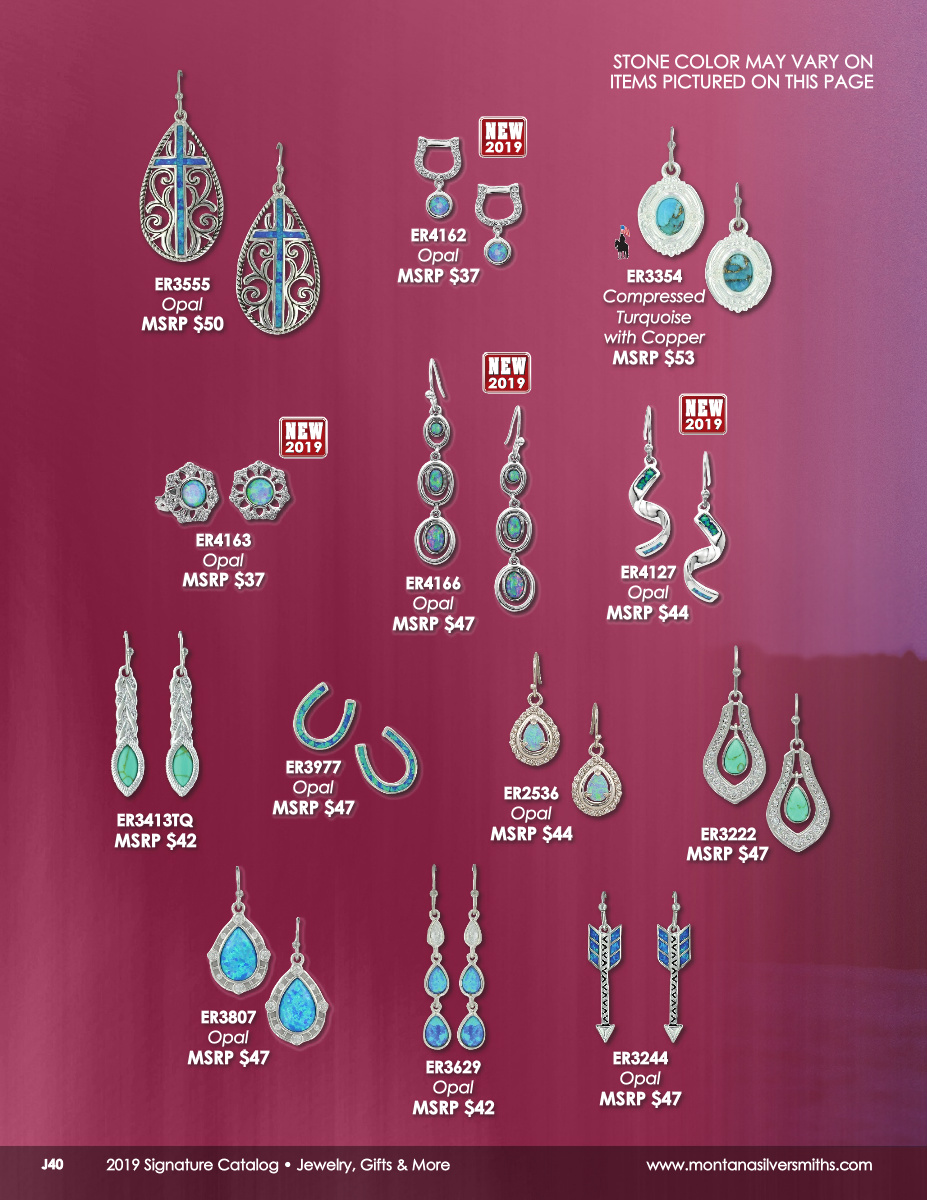 STONE COLOR MAY VARY ON
ITEMS PICTURED ON THIS PAGE
ER3555
Opal
MSRP $50
NEW
2019
ER4162
Opal
MSRP $37
ER3354
Compressed
Turquoise
with Copper
MSRP $53
NEW
2019
ER4163
Opal
MSRP $37
NEW
2019
ER4166
Opal
MSRP $47
NEW
2019
ER4127
Opal
MSRP $44
ER3413TQ
MSRP $42
ER3977
Opal
MSRP $47
ER2536
Opal
MSRP $44
ER3222
MSRP $47
ER3807
Opal
MSRP $47
ER3629
Opal
MSRP $42
ER3244
Opal
MSRP $47
J40 2019 Signature Catalog • Jewelry, Gifts & More www.montanasilversmiths.com